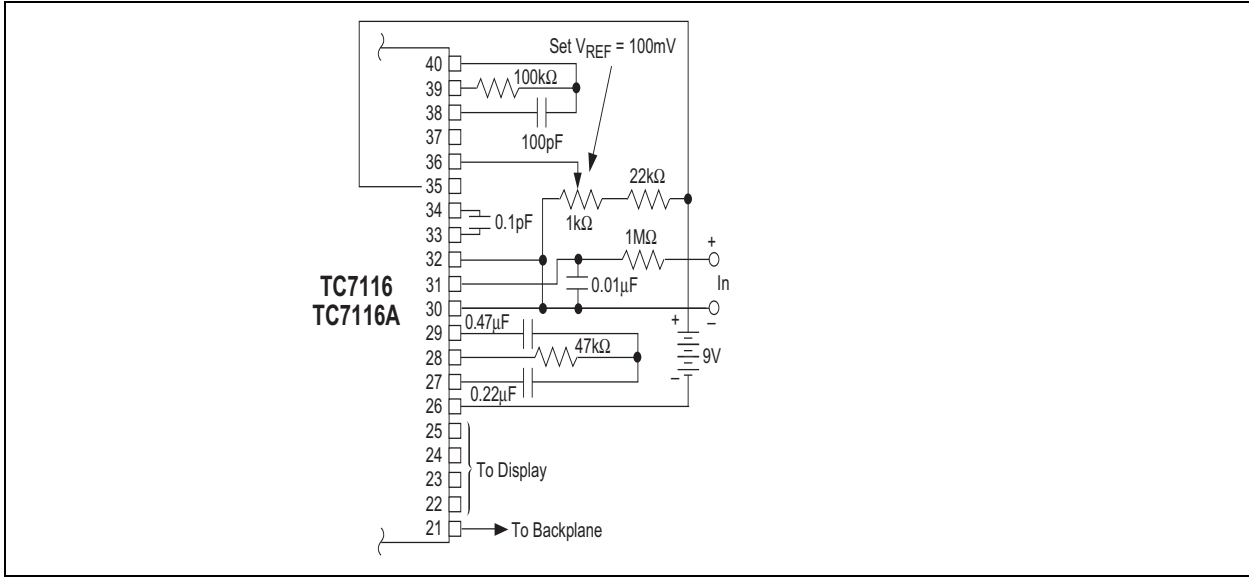 Set VREF = 100mV
40
39
100kΩ
38
100pF
37
36
22kΩ
35
34
0.1pF
1kΩ
33
1MΩ
+
32
31
0.01µF
In
TC7116
TC7116A
30
–
29
0.47µF
+
28
47kΩ
9V
27
0.22µF
–
26
25
24
To Display
23
22
21
To Backplane